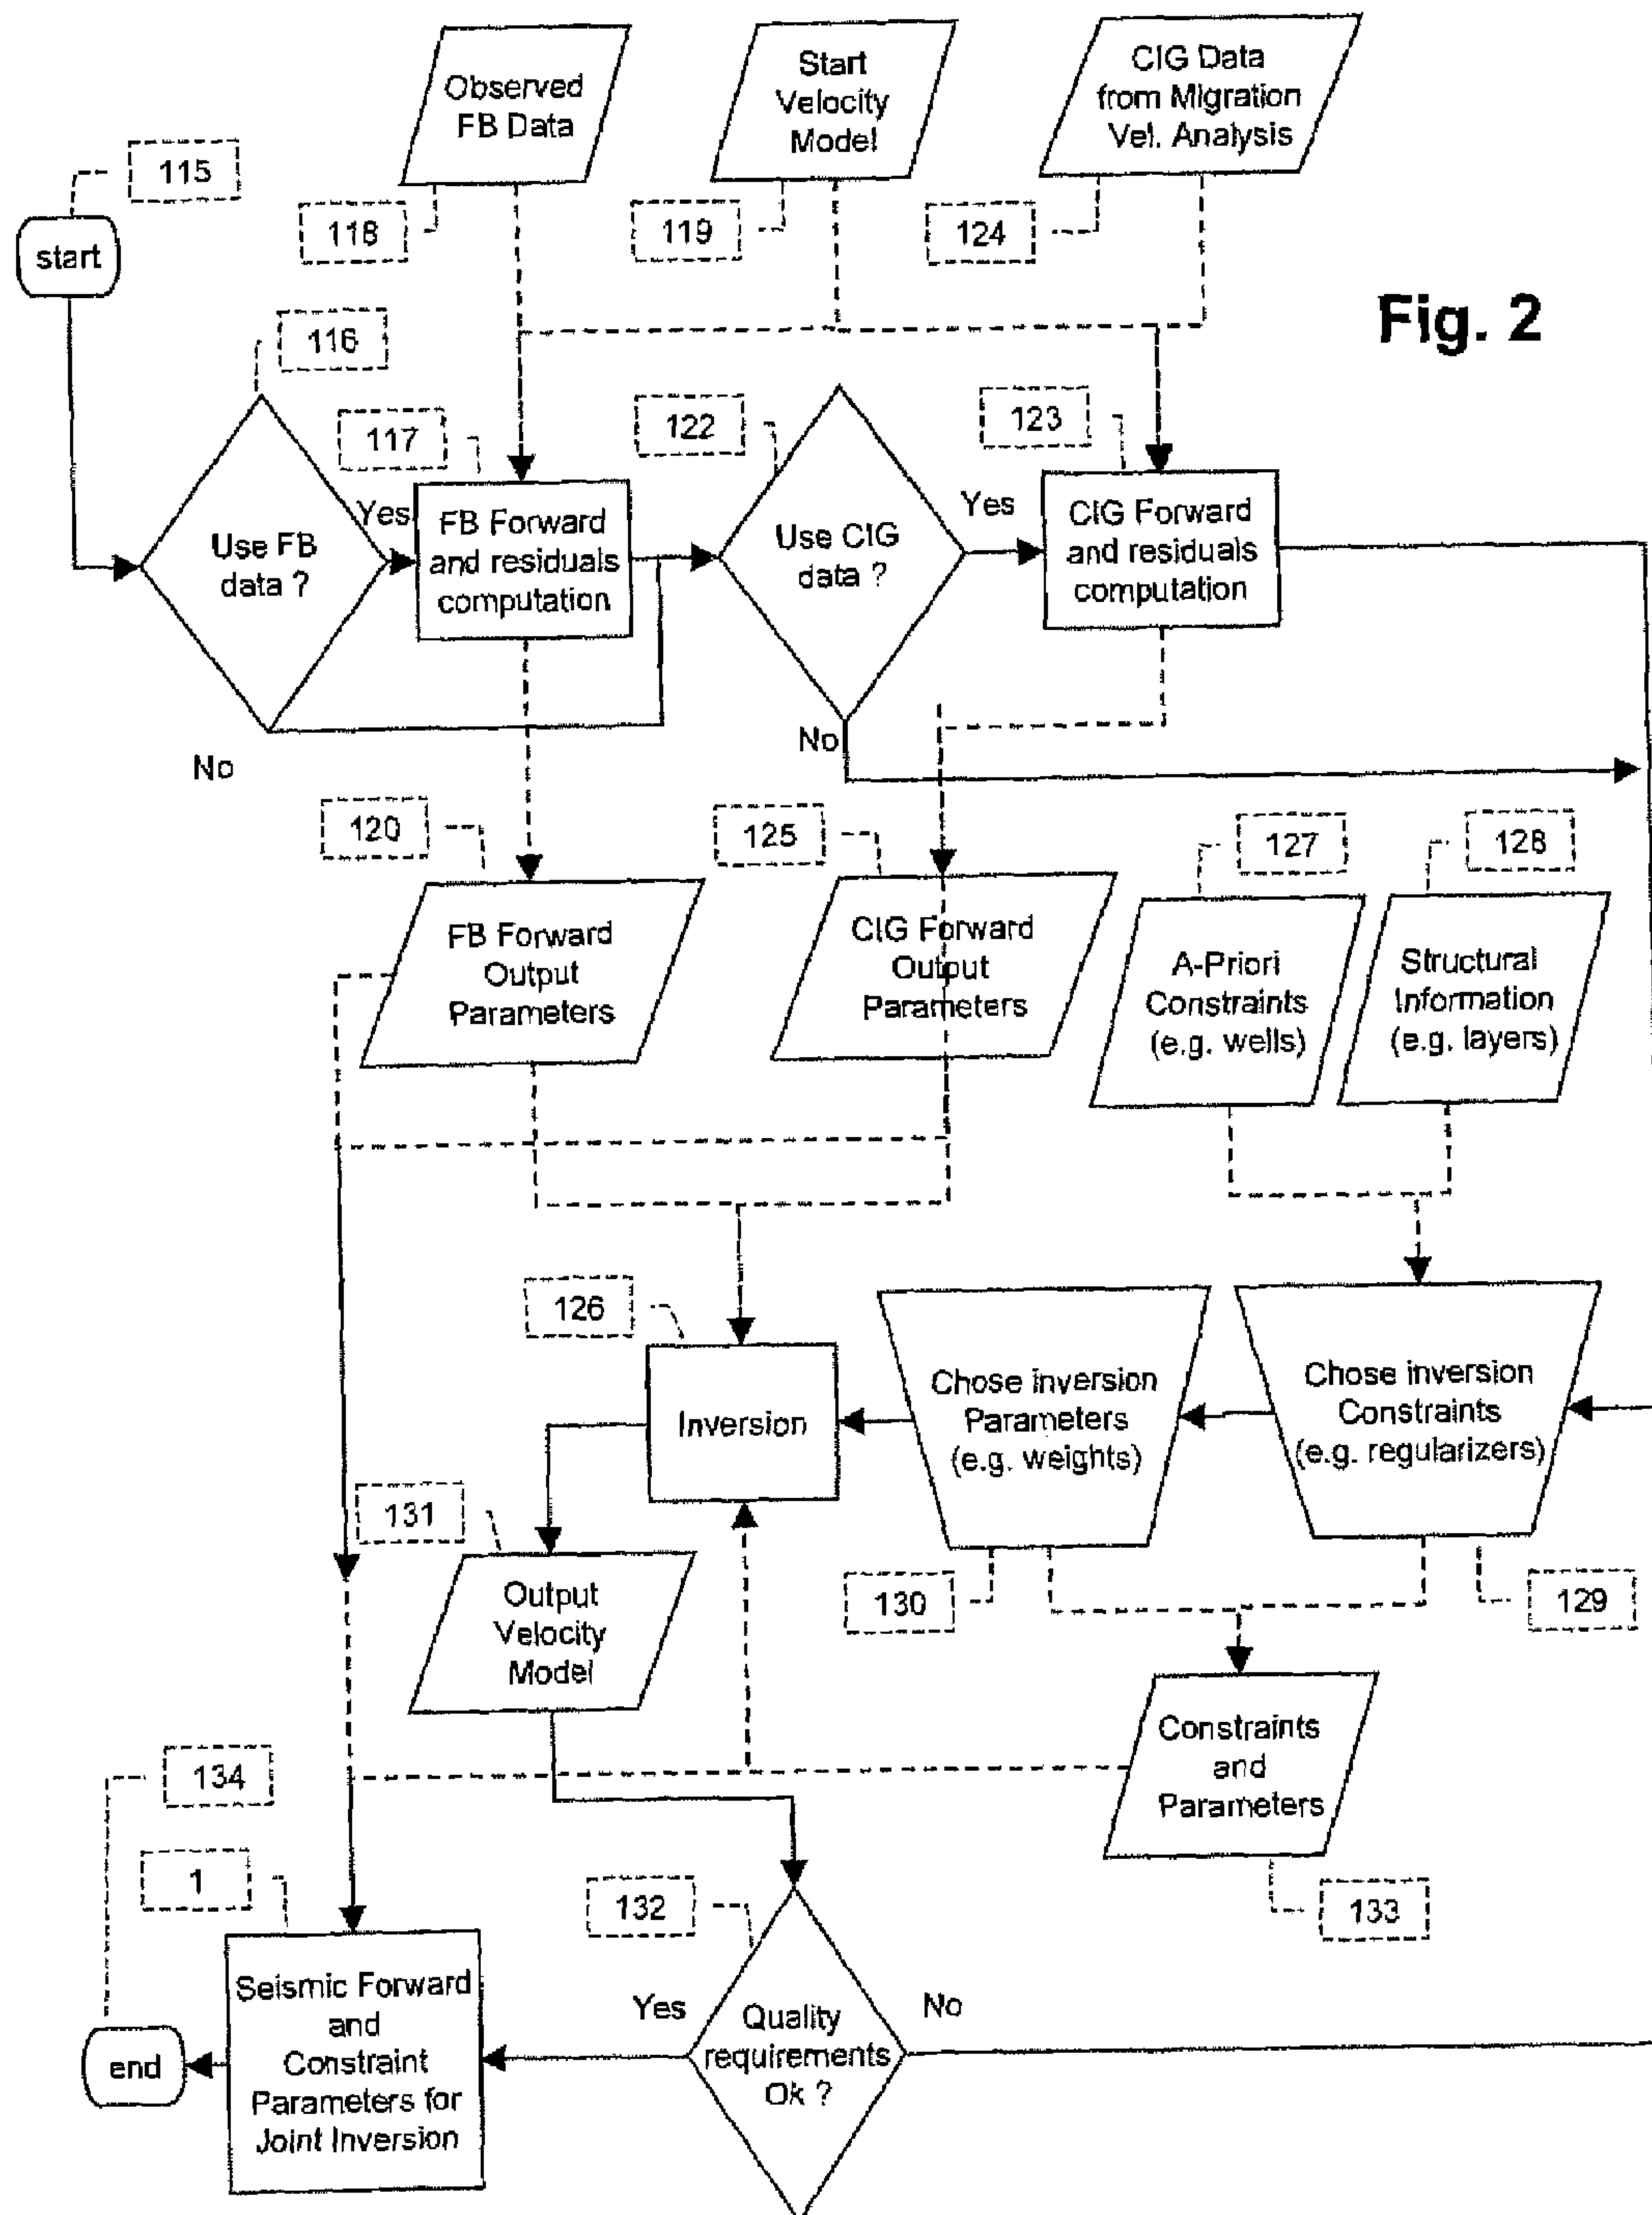 Observed
FB Data
Start
Velocity
Model
CIG Data
from Migration
Vel. Analysis
115
118
119
124
start
Fig. 2
116
117
122
123
Use FB
data ?
Yes
FB Forward
and residuals
computation
Use CIG
data ?
Yes
CIG Forward
and residuals
computation
No
No
120
125
127
128
FB Forward
Output
Parameters
CIG Forward
Output
Parameters
A-Priori
Constraints
(e.g. wells)
Structural
Information
(e.g. layers)
126
Inversion
Chose inversion
Parameters
(e.g. weights)
Chose inversion
Constraints
(e.g. regularizers)
131
130
129
Output
Velocity
Model
Constraints
and
Parameters
134
1
132
133
Seismic Forward
and
Constraint
Parameters for
Joint Inversion
end
Yes
Quality
requirements
Ok ?
No